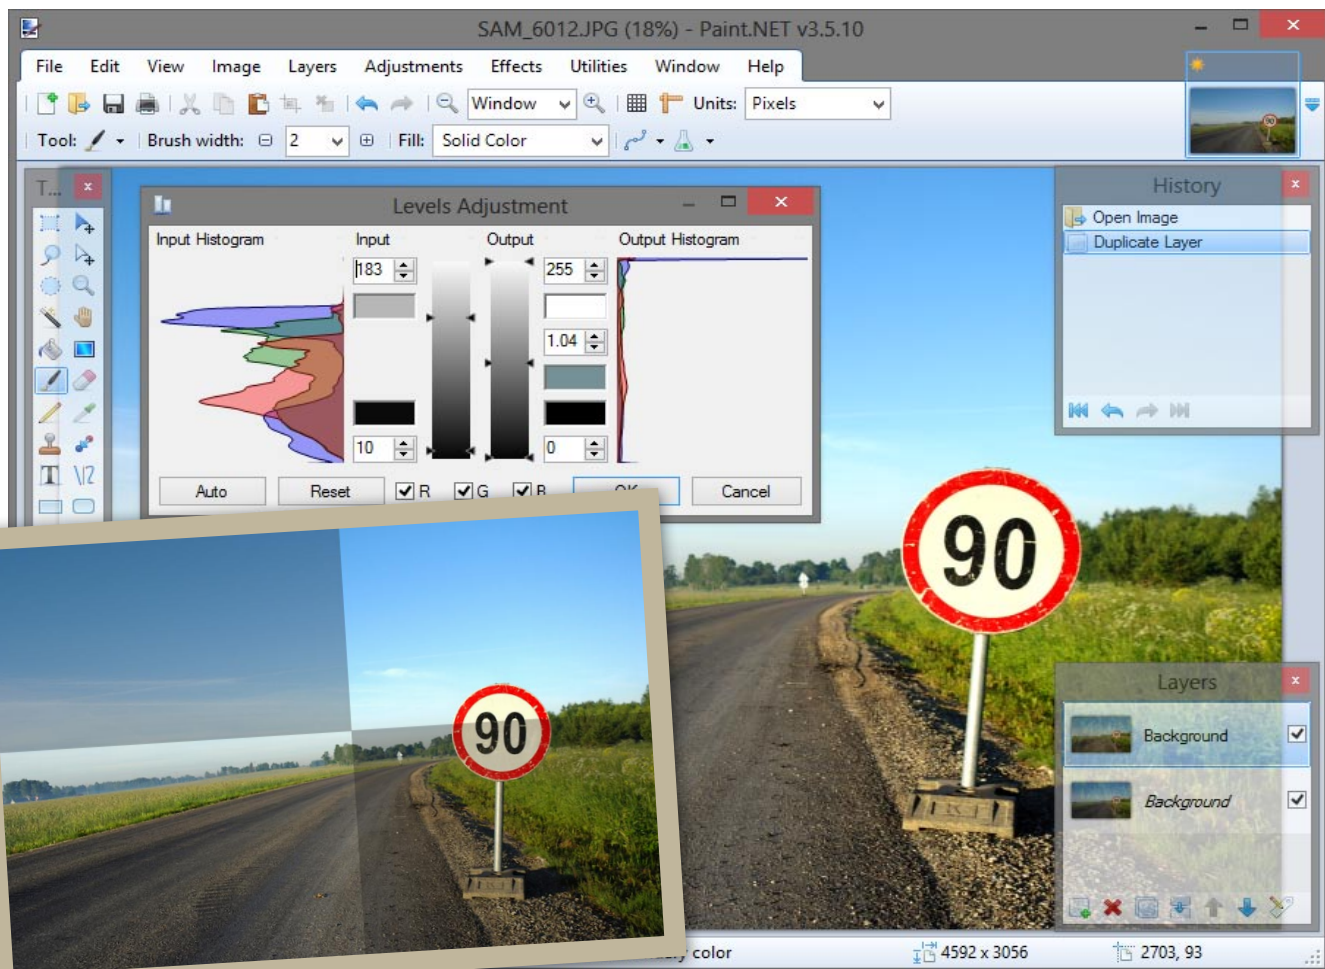 SAM_6012.JPG (18%) - Paint.NET v3.5.10
File Edit View Image Layers Adjustments Effects Utilities Window Help
Window Units: Pixels
Tool: Brush width: 2 Fill: Solid Color
T...
Levels Adjustment
Input Histogram Input Output Output Histogram
183 255
1.04
10 0
Auto Reset R G B OK Cancel
History
Open Image
Duplicate Layer
90
90
Layers
Background
Background
color 4592 x 3056 2703, 93